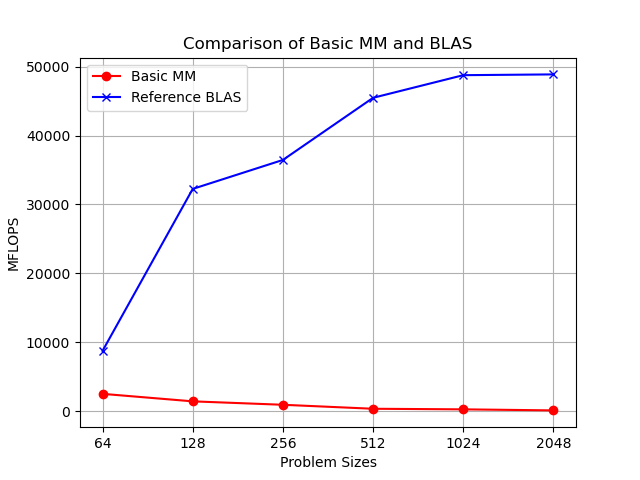 Comparison of Basic MM and BLAS
Basic MM
Reference BLAS
MFLOPS
50000
40000
30000
20000
10000
0
64 128 256 512 1024 2048
Problem Sizes